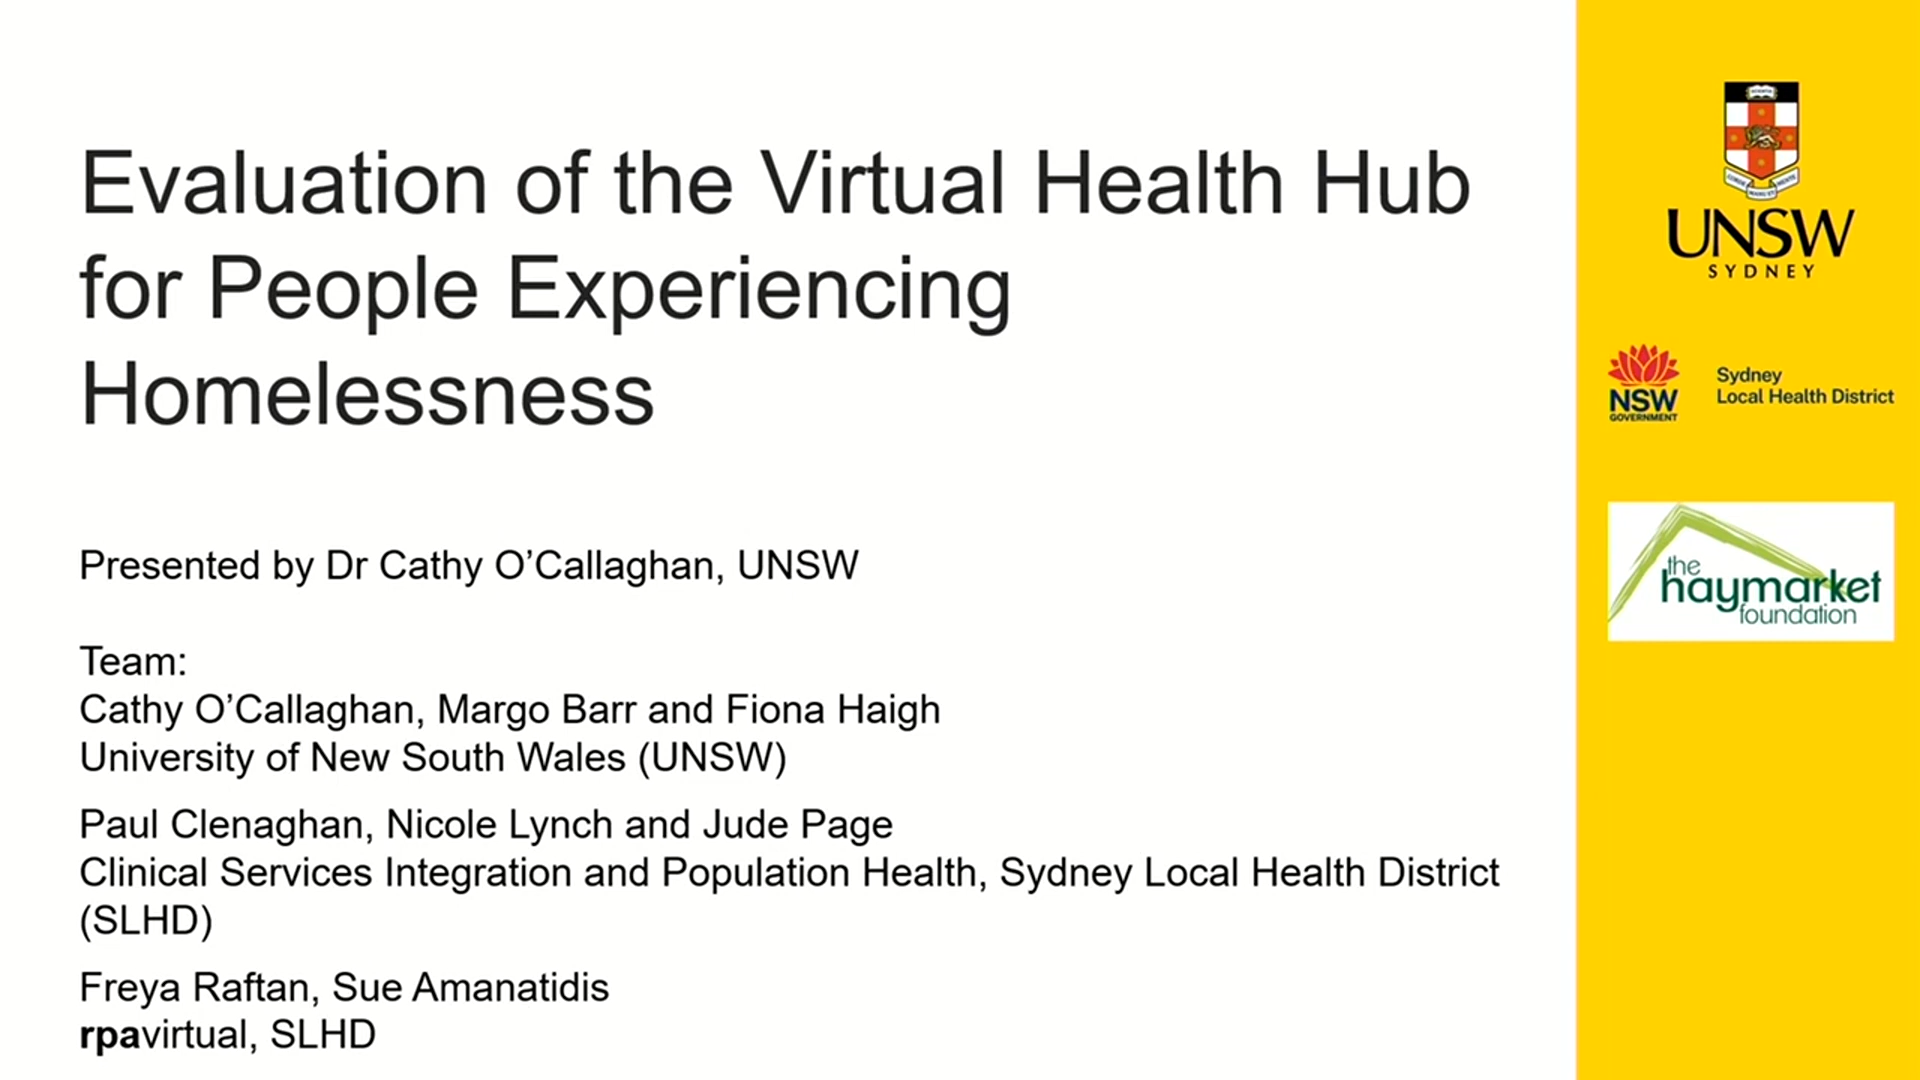 Evaluation of the Virtual Health Hub
for People Experiencing
Homelessness
Presented by Dr Cathy O’Callaghan, UNSW
Team:
Cathy O’Callaghan, Margo Barr and Fiona Haigh
University of New South Wales (UNSW)
Paul Clenaghan, Nicole Lynch and Jude Page
Clinical Services Integration and Population Health, Sydney Local Health District
(SLHD)
Freya Raftan, Sue Amanatidis
rpavirtual, SLHD
UNSW
SYDNEY
NSW
GOVERNMENT
Sydney
Local Health District
the
haymarket
foundation